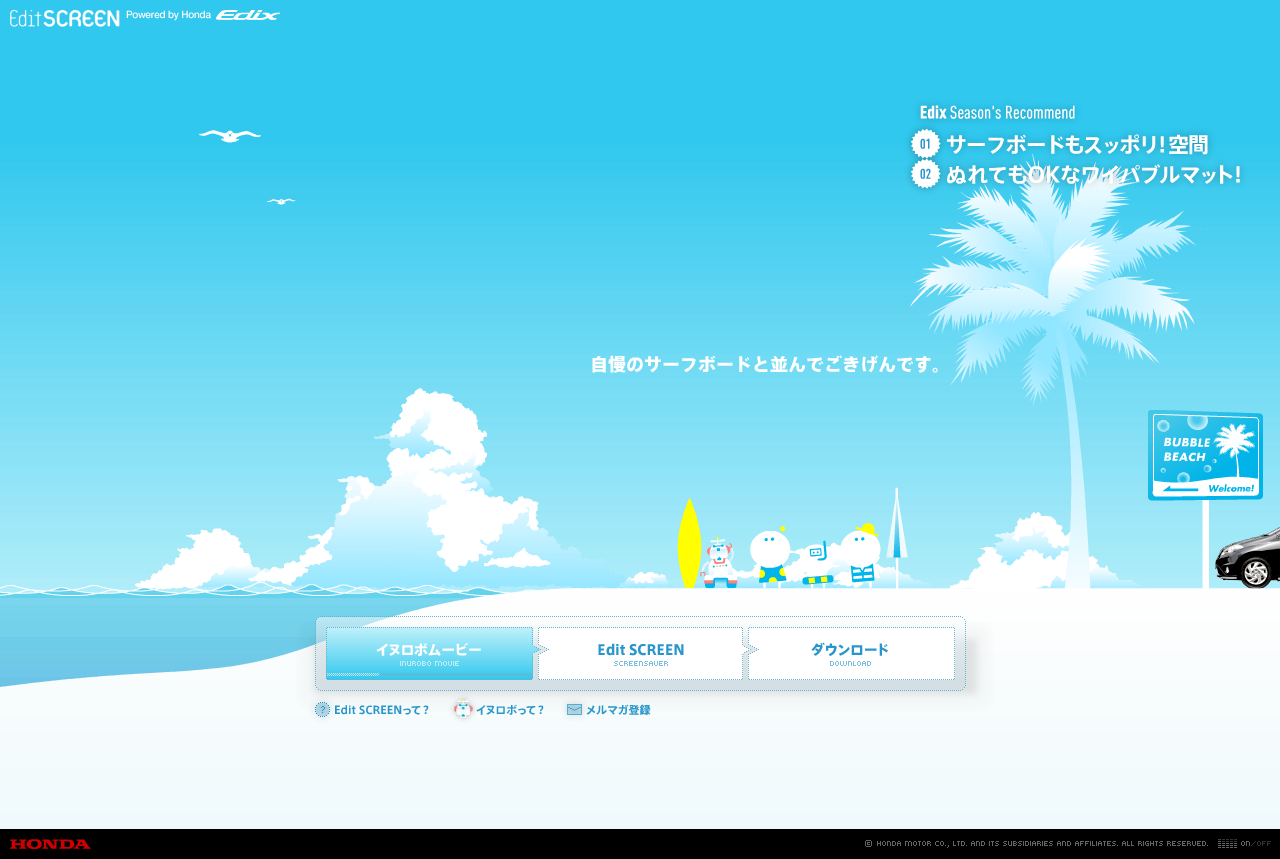 EditSCREEN Powered by Honda Edix
Edix Season's Recommend
01 サーフボードもスッポリ!空間
02 ぬれてもOKなワイパブルマット!
自慢のサーフボードと並んでごきげんです。
BUBBLE
BEACH
Welcome!
イヌロボムービー
INUROBO MOVIE
Edit SCREEN
SCREENSAVER
ダウンロード
DOWNLOAD
? Edit SCREENって?
イヌロボって?
メルマガ登録
HONDA
© HONDA MOTOR CO., LTD. AND ITS SUBSIDIARIES AND AFFILIATES. ALL RIGHTS RESERVED.
ON/OFF